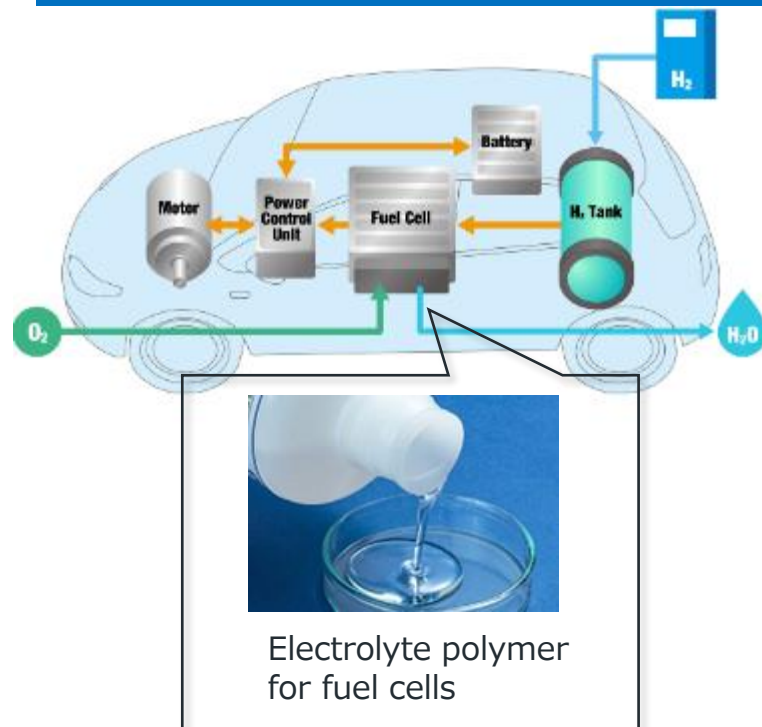 H₂
Battery
Motor
Power
Control
Unit
Fuel Cell
H₂ Tank
O₂
H₂O
Electrolyte polymer
for fuel cells